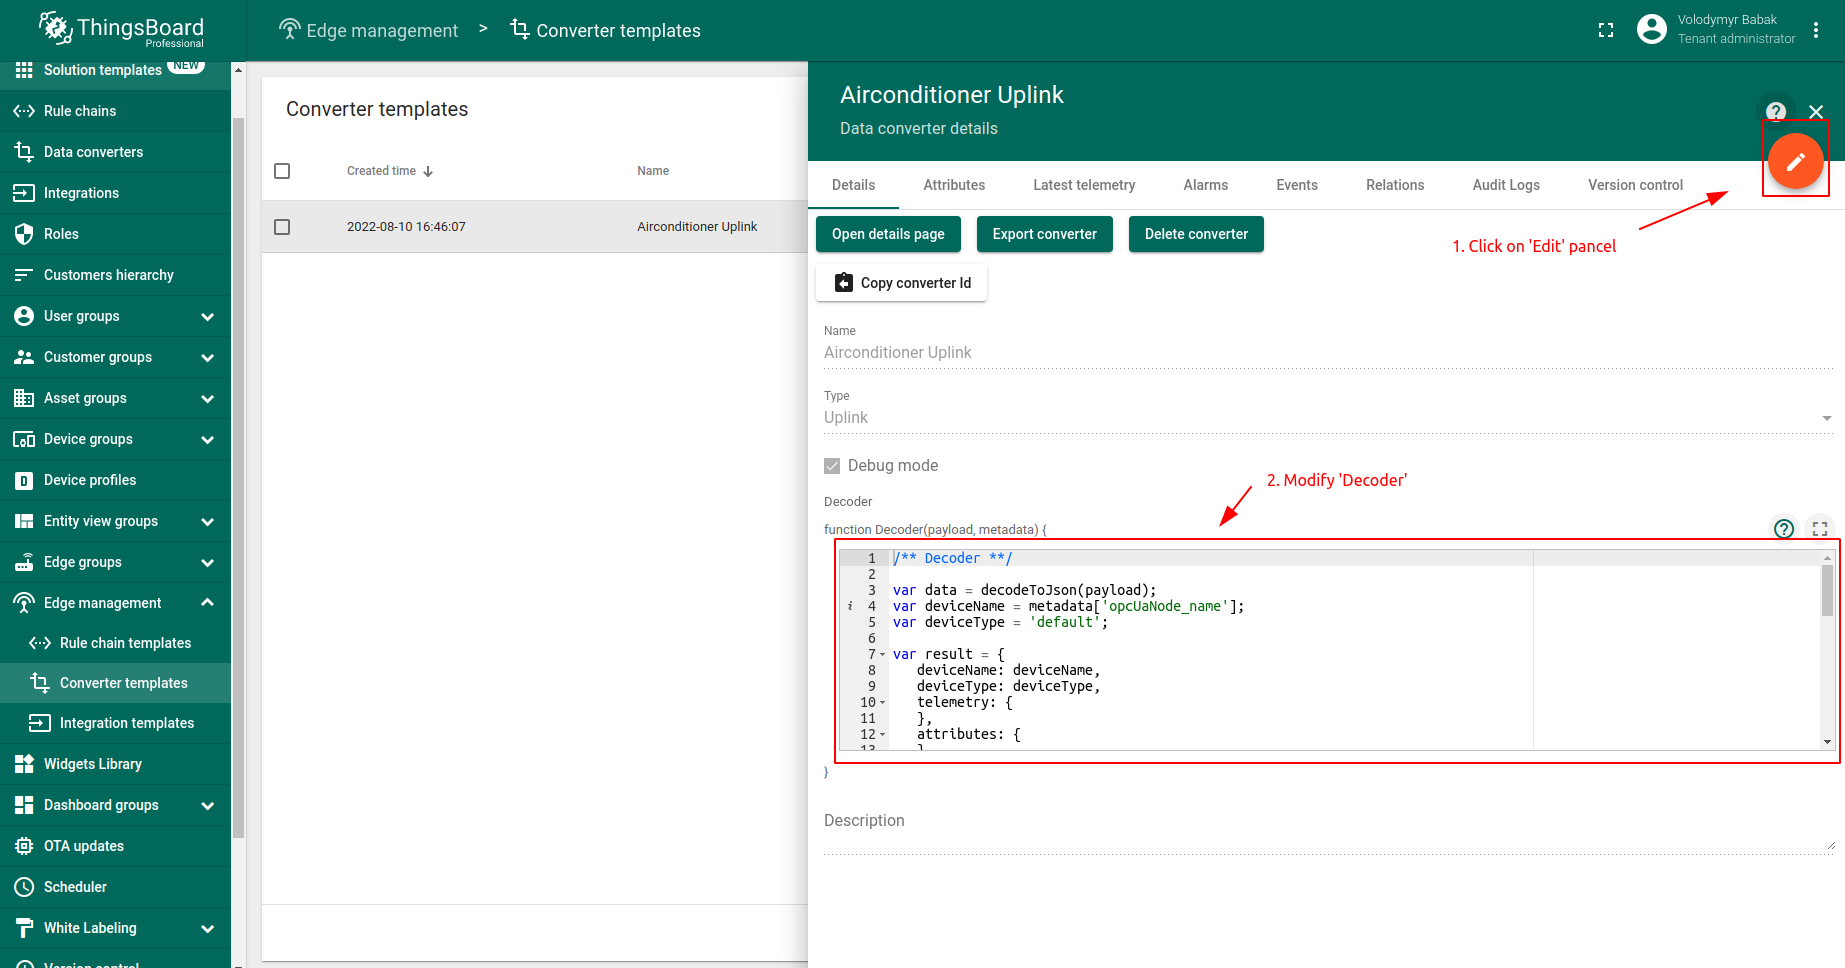 ThingsBoard
Professional
Edge management > Converter templates
Volodymyr Babak
Tenant administrator
Solution templates NEW
Rule chains
Data converters
Integrations
Roles
Customers hierarchy
User groups
Customer groups
Asset groups
Device groups
Device profiles
Entity view groups
Edge groups
Edge management
Rule chain templates
Converter templates
Integration templates
Widgets Library
Dashboard groups
OTA updates
Scheduler
White Labeling
Version control
Converter templates
Created time Name
2022-08-10 16:46:07 Airconditioner Uplink
Airconditioner Uplink
Data converter details
Details Attributes Latest telemetry Alarms Events Relations Audit Logs Version control
Open details page Export converter Delete converter
1. Click on 'Edit' pancel
Copy converter Id
Name
Airconditioner Uplink
Type
Uplink
Debug mode
2. Modify 'Decoder'
Decoder
function Decoder(payload, metadata) {
1 /** Decoder **/
2
3 var data = decodeToJson(payload);
i 4 var deviceName = metadata['opcUaNode_name'];
5 var deviceType = 'default';
6
7 var result = {
8 deviceName: deviceName,
9 deviceType: deviceType,
10 telemetry: {
11 },
12 attributes: {
13 }
}
Description